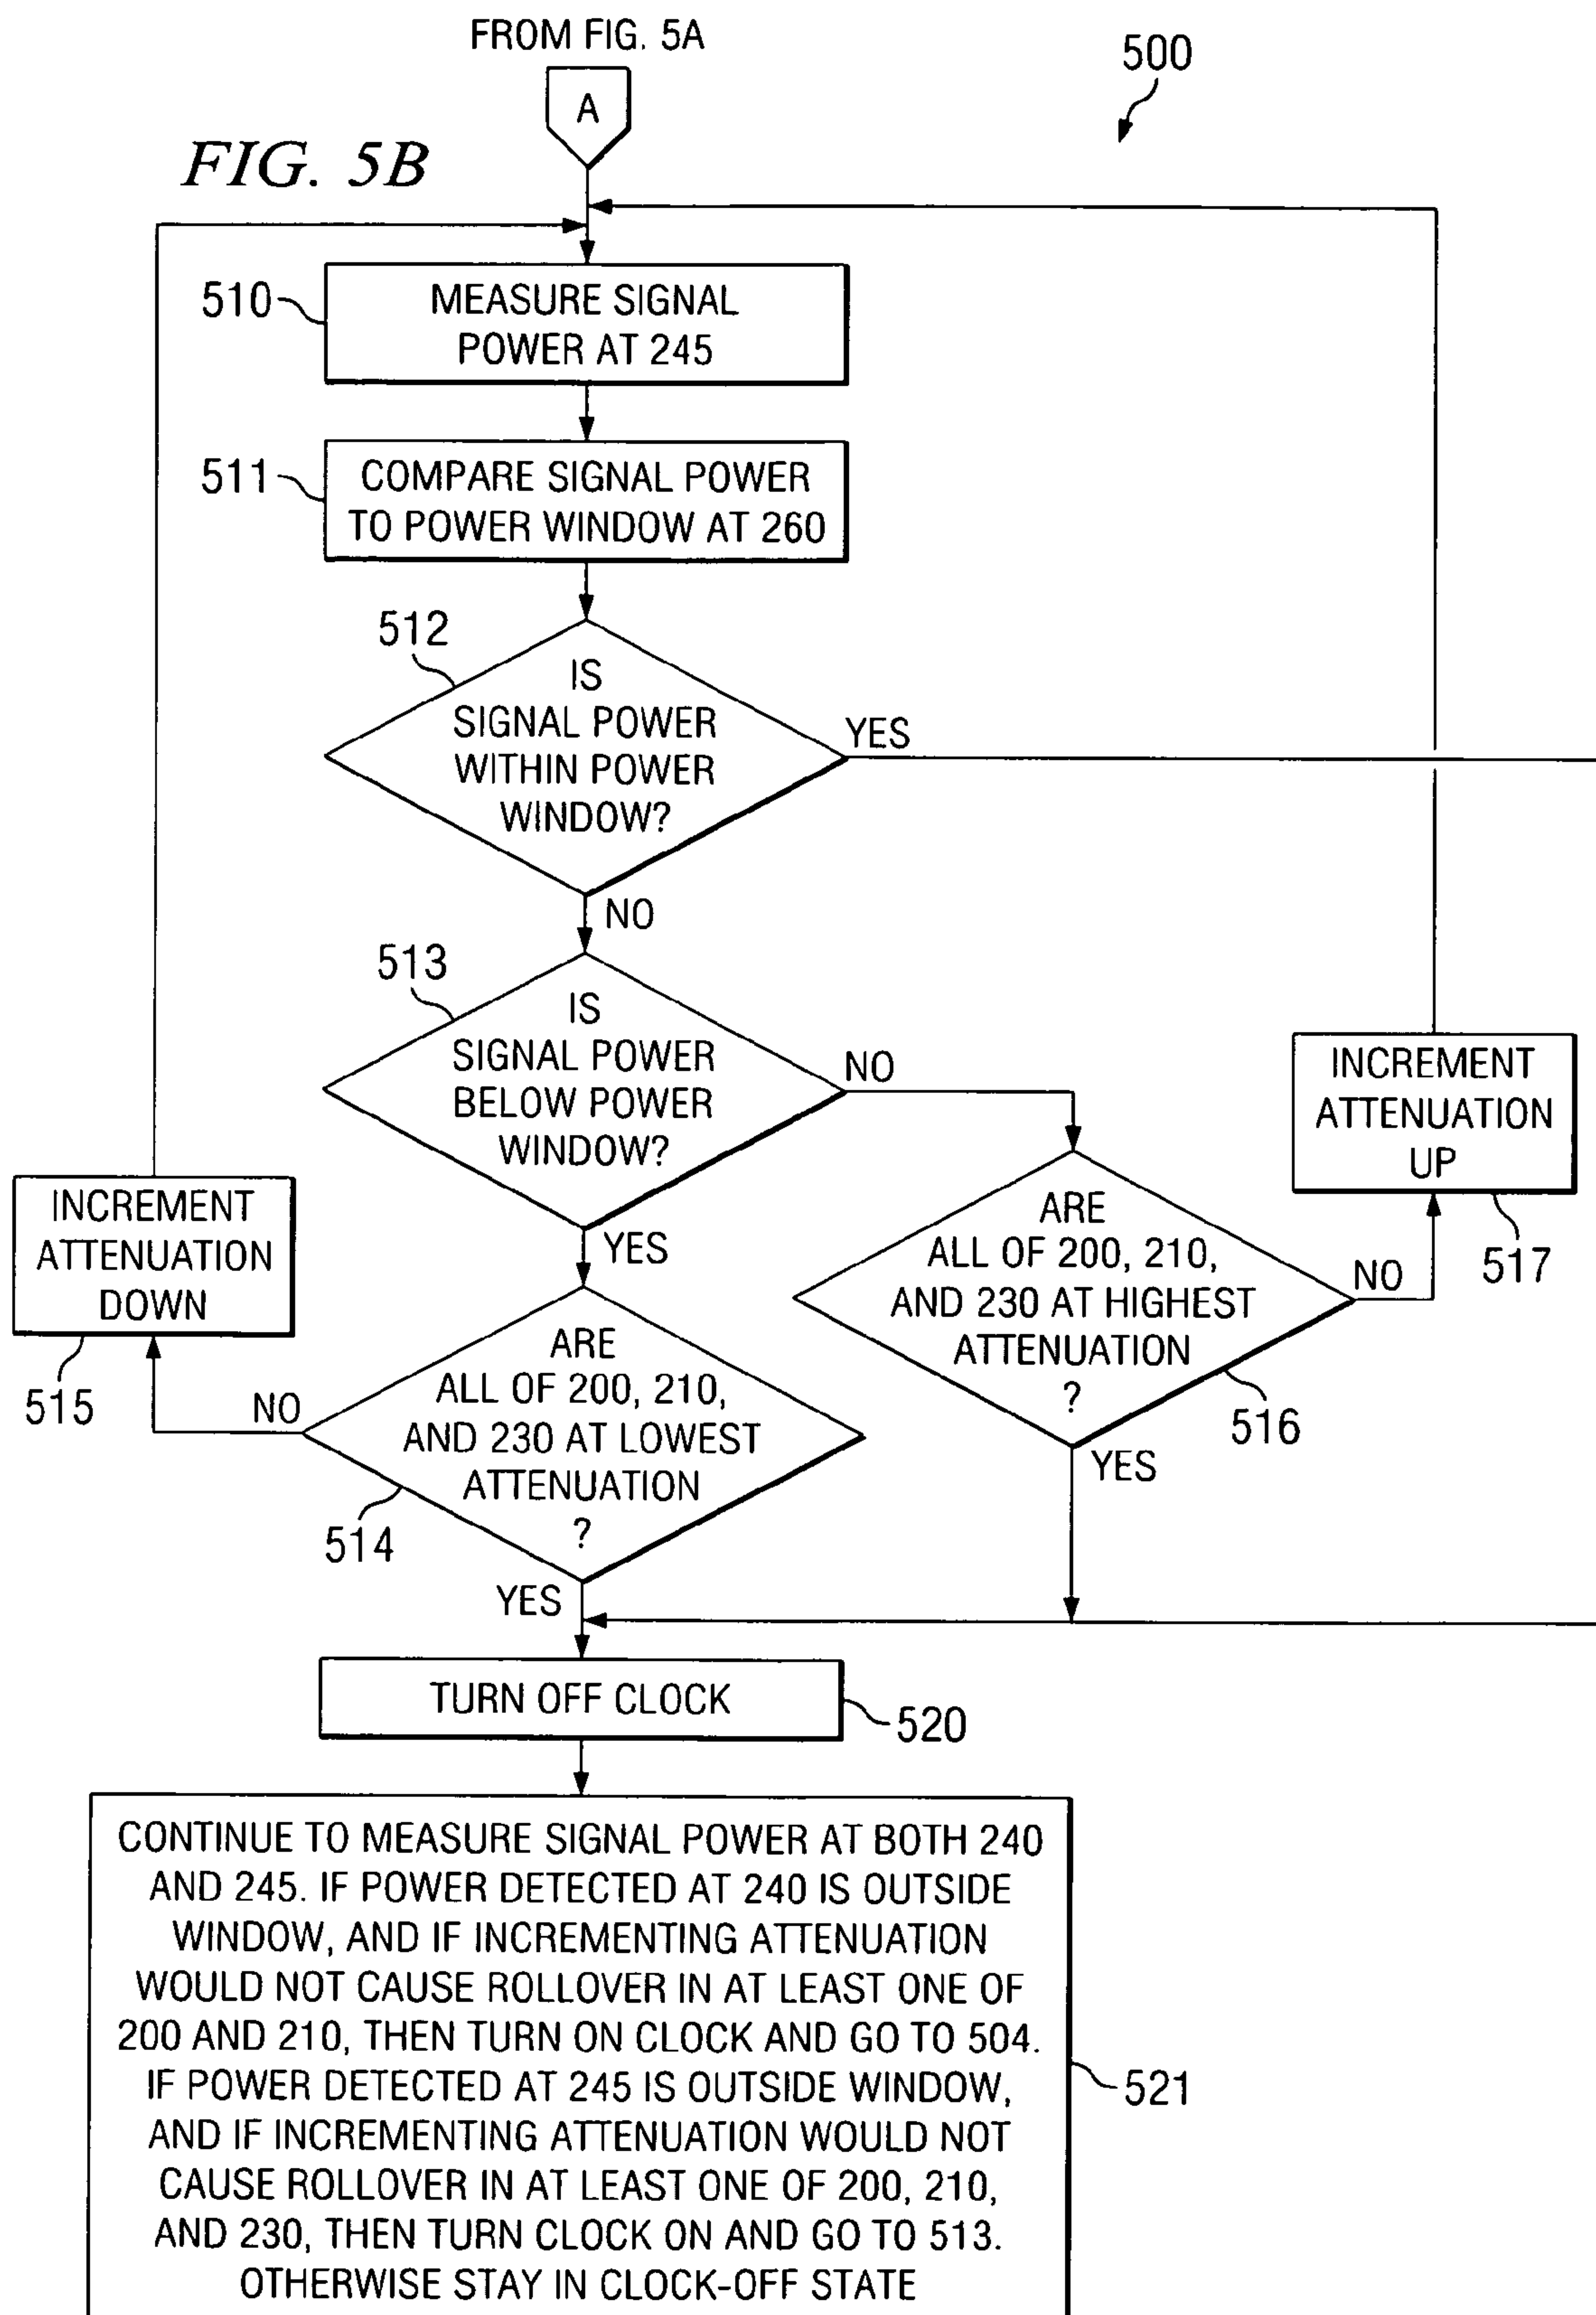 FROM FIG. 5A
500
A
FIG. 5B
510
MEASURE SIGNAL
POWER AT 245
511
COMPARE SIGNAL POWER
TO POWER WINDOW AT 260
512
IS
SIGNAL POWER
WITHIN POWER
WINDOW?
YES
NO
513
IS
SIGNAL POWER
BELOW POWER
WINDOW?
NO
YES
INCREMENT
ATTENUATION
UP
517
INCREMENT
ATTENUATION
DOWN
515
ARE
ALL OF 200, 210,
AND 230 AT HIGHEST
ATTENUATION
?
NO
516
YES
ARE
ALL OF 200, 210,
AND 230 AT LOWEST
ATTENUATION
?
NO
514
YES
TURN OFF CLOCK
520
CONTINUE TO MEASURE SIGNAL POWER AT BOTH 240
AND 245. IF POWER DETECTED AT 240 IS OUTSIDE
WINDOW, AND IF INCREMENTING ATTENUATION
WOULD NOT CAUSE ROLLOVER IN AT LEAST ONE OF
200 AND 210, THEN TURN ON CLOCK AND GO TO 504.
IF POWER DETECTED AT 245 IS OUTSIDE WINDOW,
AND IF INCREMENTING ATTENUATION WOULD NOT
CAUSE ROLLOVER IN AT LEAST ONE OF 200, 210,
AND 230, THEN TURN CLOCK ON AND GO TO 513.
OTHERWISE STAY IN CLOCK-OFF STATE
521